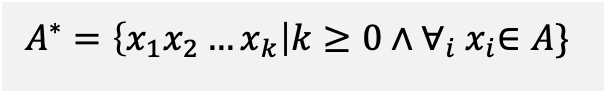 A* = {x₁x₂ … xₖ|k ≥ 0 ∧ ∀ᵢ xᵢ∈ A}